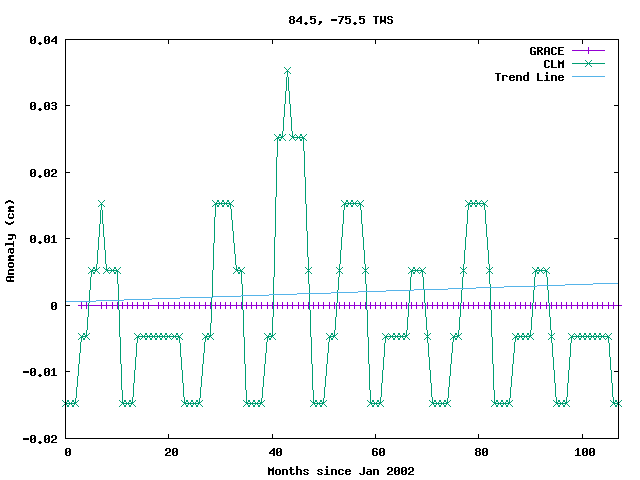 84.5, -75.5 TWS
0.04
GRACE
CLM
Trend Line
0.03
0.02
0.01
0
-0.01
-0.02
Anomaly (cm)
0 20 40 60 80 100
Months since Jan 2002